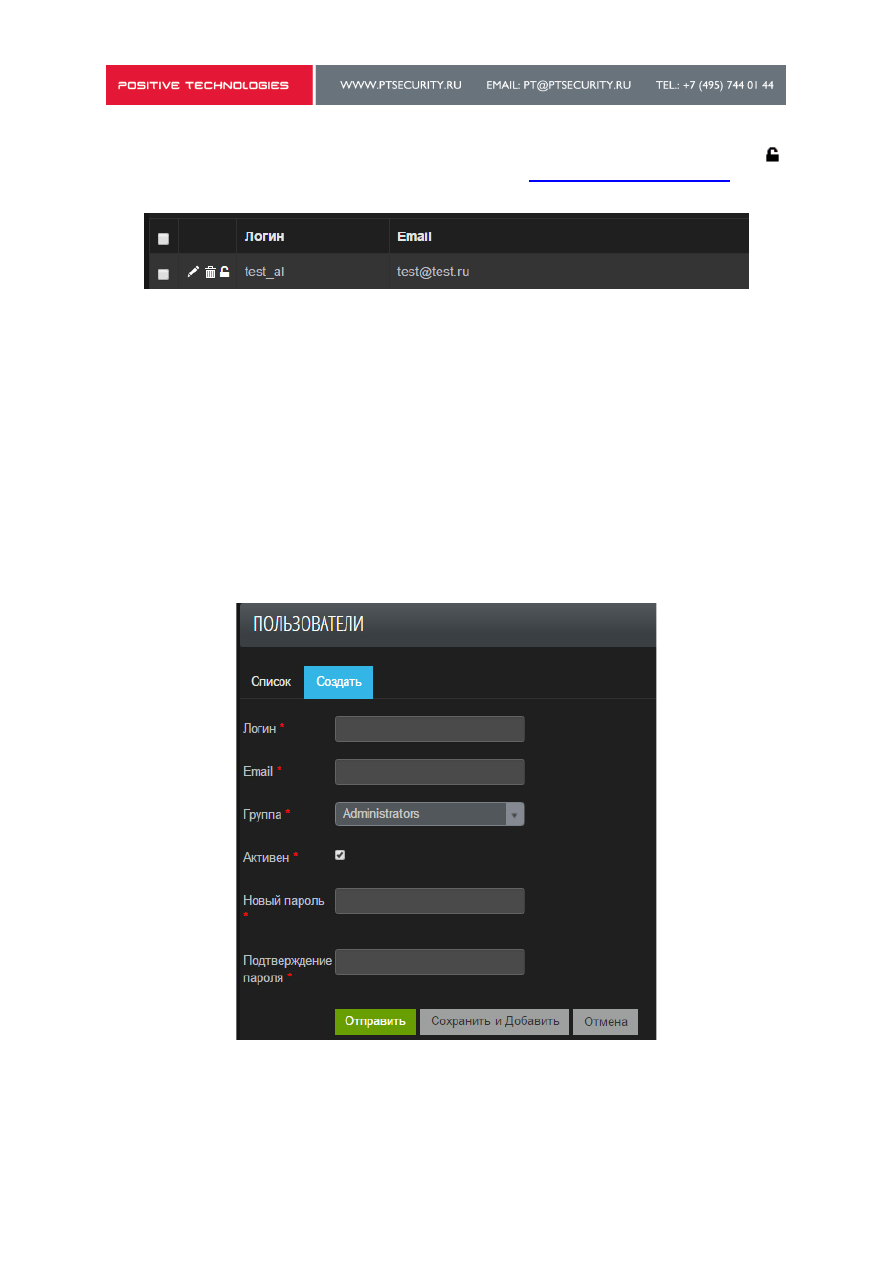 POSITIVE TECHNOLOGIES WWW.PTSECURITY.RU EMAIL: PT@PTSECURITY.RU TEL.: +7 (495) 744 01 44
Логин Email
test_al test@test.ru
ПОЛЬЗОВАТЕЛИ
Список Создать
Логин *
Email *
Группа * Administrators
Активен *
Новый пароль
*
Подтверждение
пароля *
Отправить Сохранить и Добавить Отмена